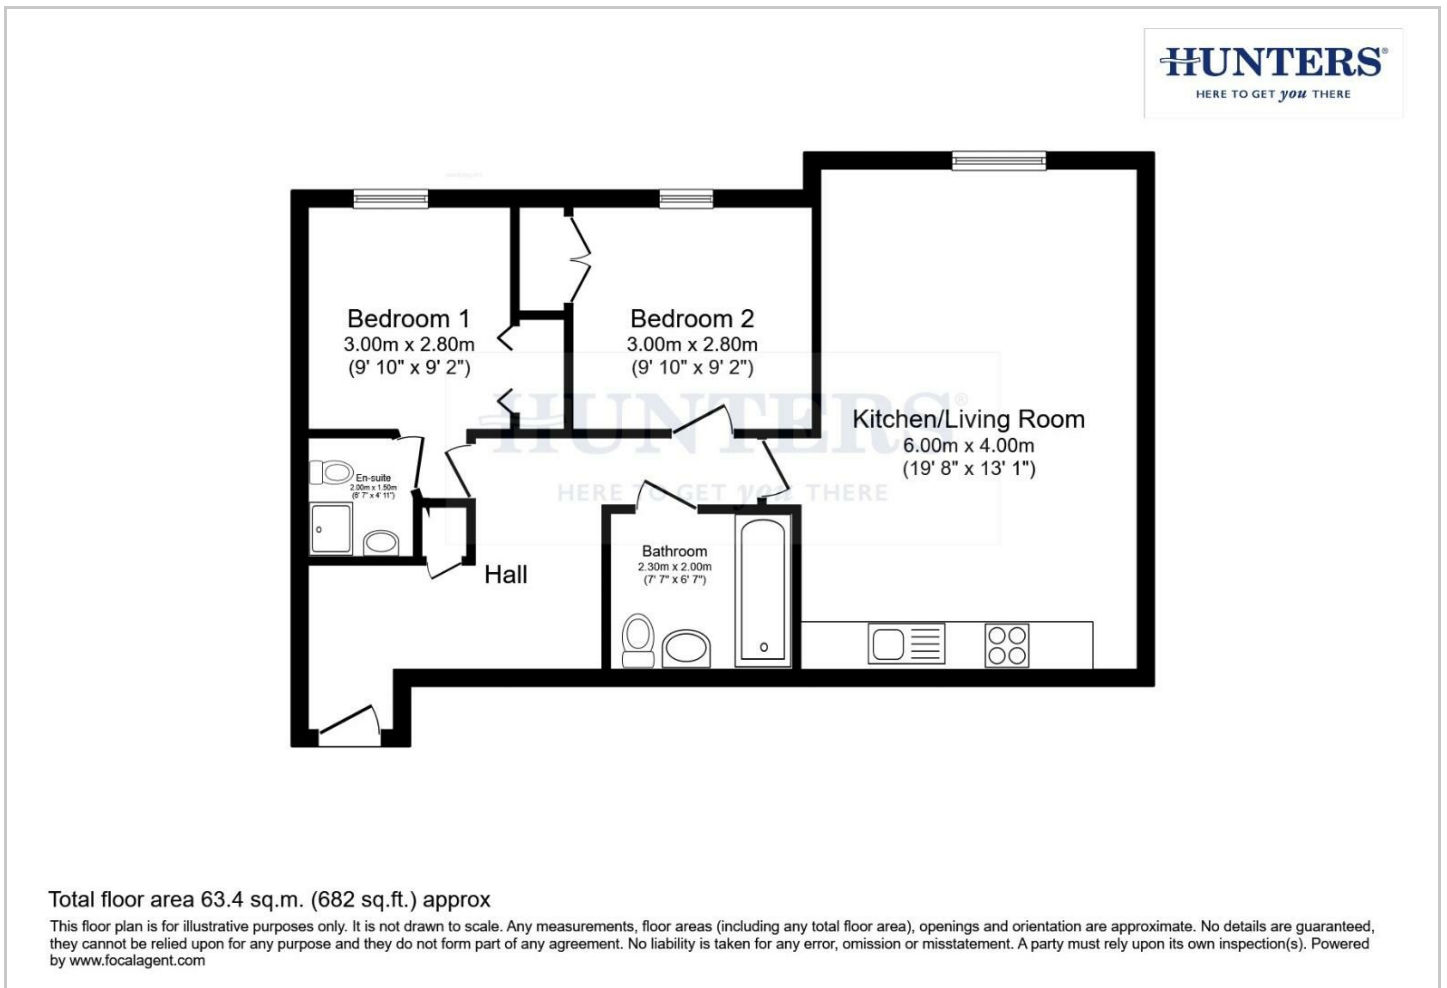 HUNTERS®
HERE TO GET you THERE
Bedroom 1
3.00m x 2.80m
(9' 10" x 9' 2")
Bedroom 2
3.00m x 2.80m
(9' 10" x 9' 2")
HUNTERS®
HERE TO GET you THERE
Kitchen/Living Room
6.00m x 4.00m
(19' 8" x 13' 1")
En-suite
2.00m x 1.50m
(6' 7" x 4' 11")
Bathroom
2.30m x 2.00m
(7' 7" x 6' 7")
Hall
Total floor area 63.4 sq.m. (682 sq.ft.) approx
This floor plan is for illustrative purposes only. It is not drawn to scale. Any measurements, floor areas (including any total floor area), openings and orientation are approximate. No details are guaranteed,
they cannot be relied upon for any purpose and they do not form part of any agreement. No liability is taken for any error, omission or misstatement. A party must rely upon its own inspection(s). Powered
by www.focalagent.com